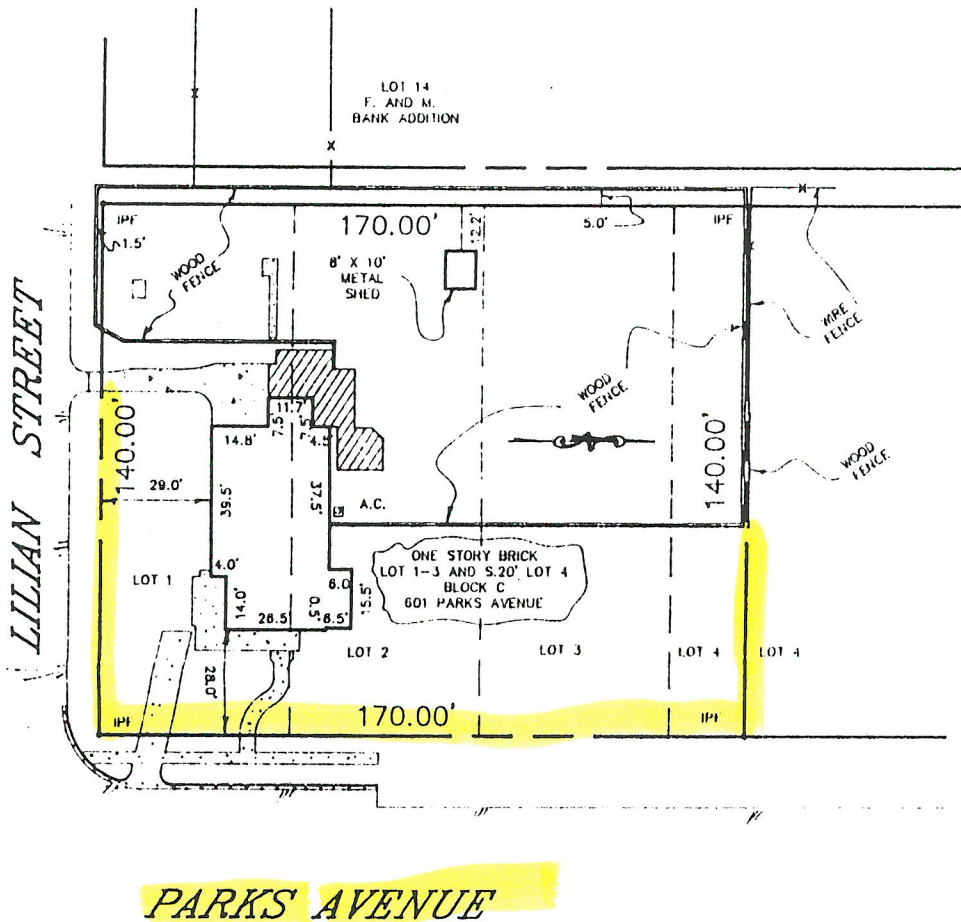 LOT 14
F. AND M.
BANK ADDITION
IPF
170.00'
12.2'
5.0'
IPF
1.5'
WOOD
FENCE
8' X 10'
METAL
SHED
WIRE
FENCE
LILIAN STREET
WOOD
FENCE
140.00'
11.7'
7.5'
7.5'
14.8'
4.5'
29.0'
39.5'
37.5'
A.C.
140.00'
WOOD
FENCE
ONE STORY BRICK
LOT 1-3 AND S.20' LOT 4
BLOCK C
601 PARKS AVENUE
4.0'
LOT 1
14.0'
6.0
15.5'
26.5'
0.5'
6.5'
LOT 2
LOT 3
LOT 4
LOT 4
28.0'
IPF
170.00'
IPF
PARKS AVENUE